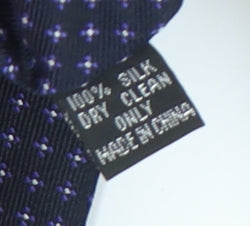 100% SILK
DRY CLEAN
ONLY
MADE IN CHINA